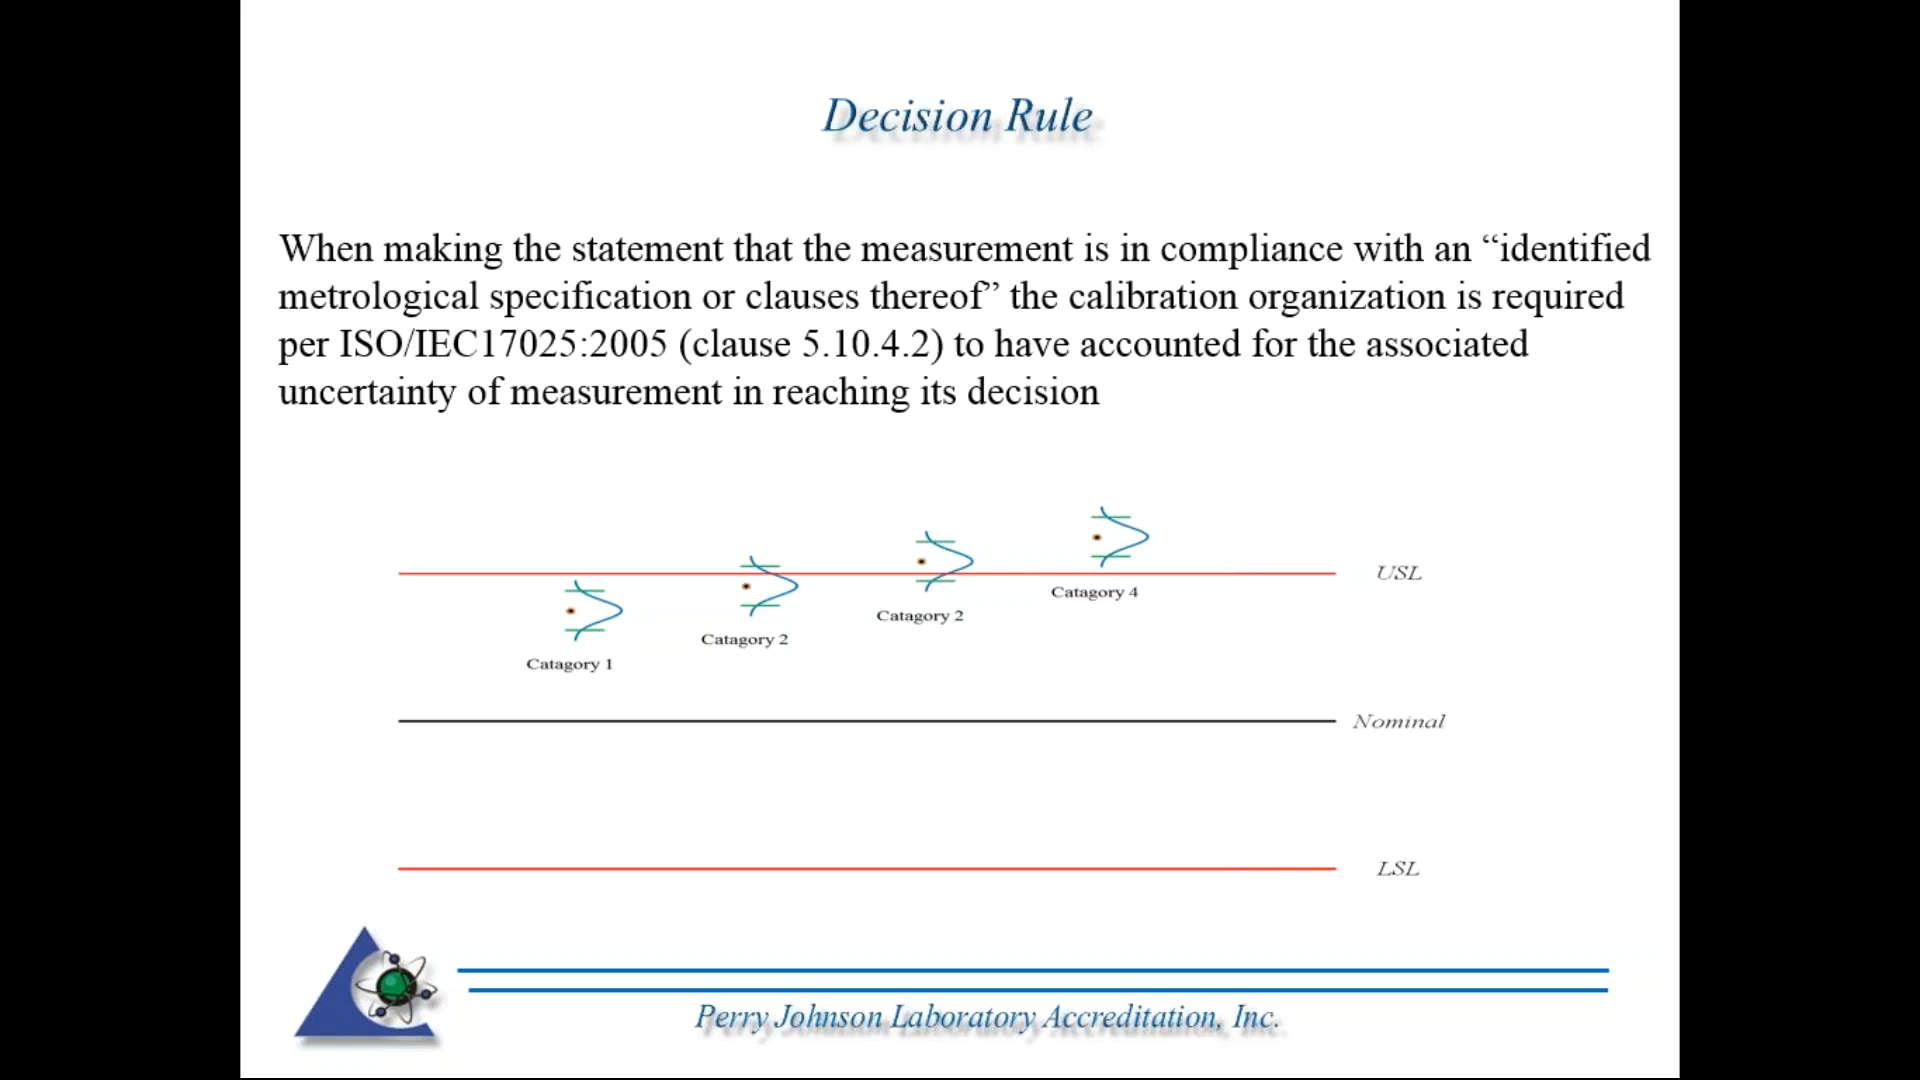 Decision Rule
When making the statement that the measurement is in compliance with an “identified
metrological specification or clauses thereof” the calibration organization is required
per ISO/IEC17025:2005 (clause 5.10.4.2) to have accounted for the associated
uncertainty of measurement in reaching its decision
USL
Catagory 4
Catagory 2
Catagory 2
Catagory 1
Nominal
LSL
Perry Johnson Laboratory Accreditation, Inc.